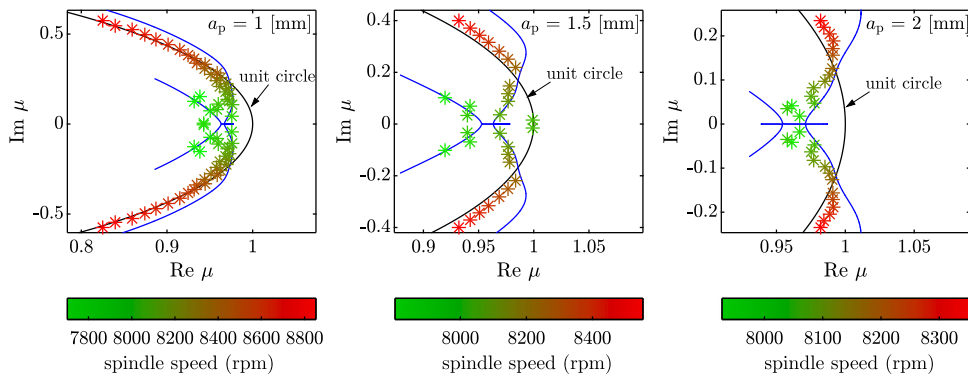 a_p = 1 [mm]
0.5
unit circle
Im μ
0
-0.5
0.8 0.9 1
Re μ
7800 8000 8200 8400 8600 8800
spindle speed (rpm)
a_p = 1.5 [mm]
0.4
unit circle
0.2
0
-0.2
-0.4
0.9 0.95 1 1.05
Re μ
8000 8200 8400
spindle speed (rpm)
a_p = 2 [mm]
0.2
unit circle
0.1
0
-0.1
-0.2
0.95 1 1.05
Re μ
8000 8100 8200 8300
spindle speed (rpm)